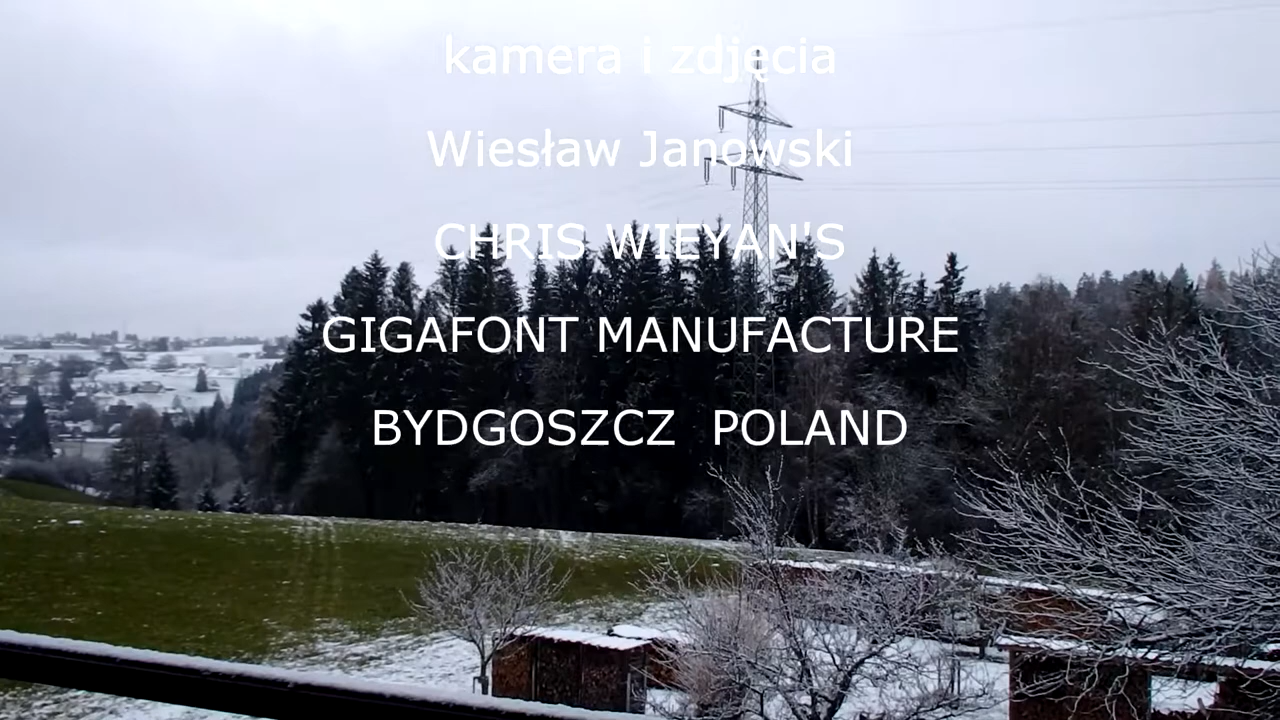 kamera i zdjęcia
Wiesław Janowski
CHRIS WIEYAN'S
GIGAFONT MANUFACTURE
BYDGOSZCZ  POLAND